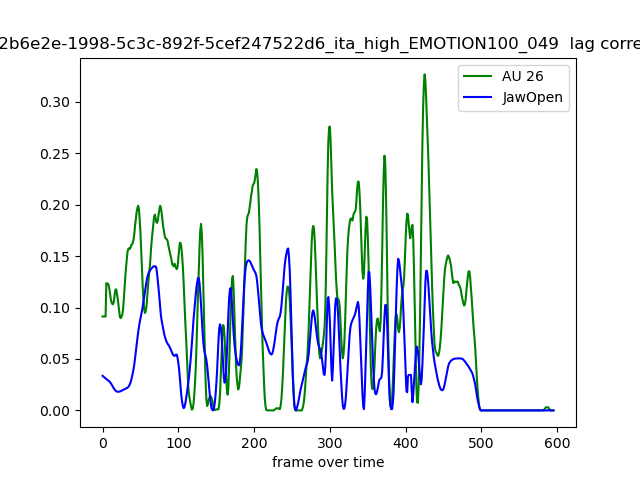 2b6e2e-1998-5c3c-892f-5cef247522d6_ita_high_EMOTION100_049 lag corre
AU 26
JawOpen
0.30
0.25
0.20
0.15
0.10
0.05
0.00
0 100 200 300 400 500 600
frame over time